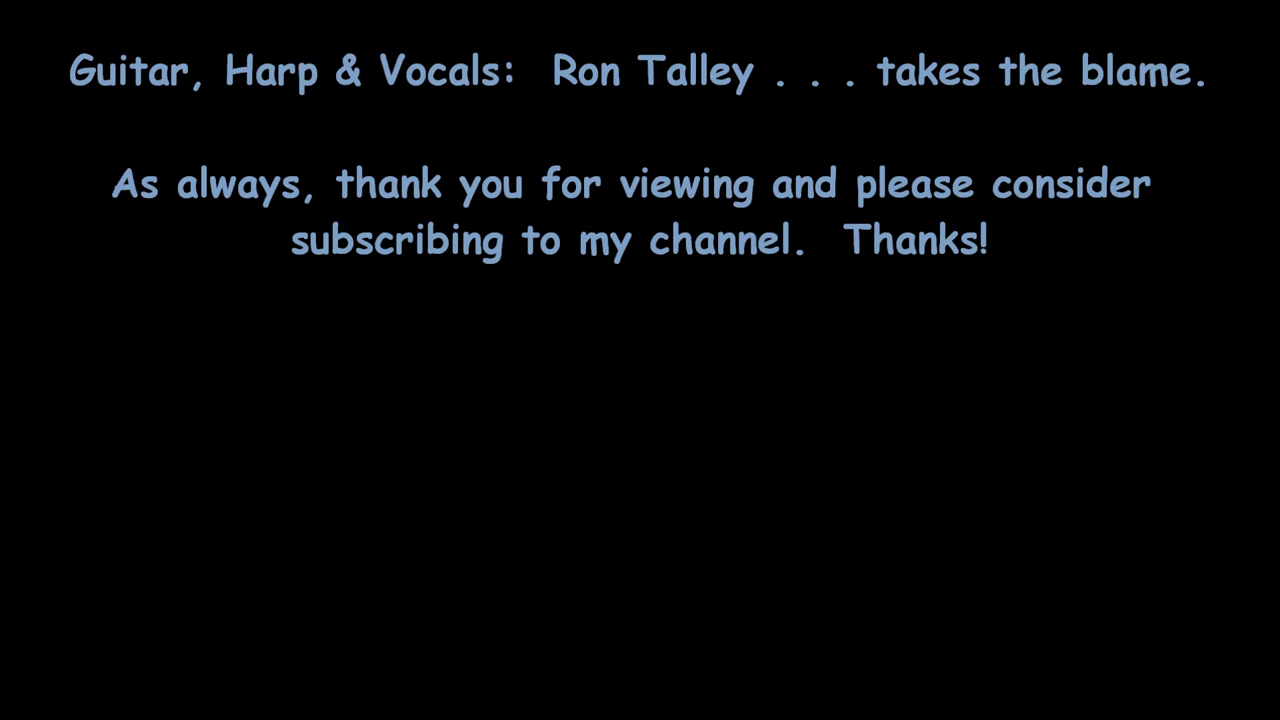 Guitar, Harp & Vocals:  Ron Talley . . . takes the blame.
As always, thank you for viewing and please consider
subscribing to my channel.  Thanks!